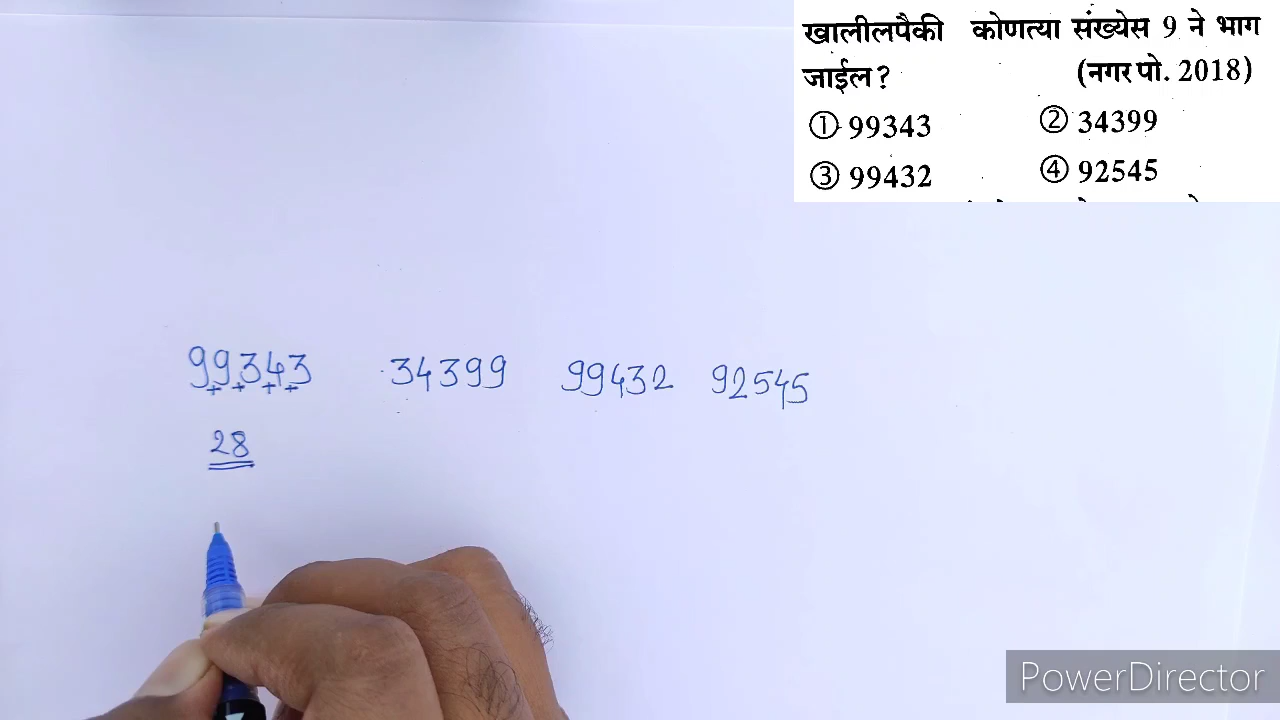 खालीलपैकी कोणत्या संख्येस 9 ने भाग
जाईल ? (नगर पो. 2018)
① 99343 ② 34399
③ 99432 ④ 92545
99343 34399 99432 92545
+ + + +
28
PowerDirector